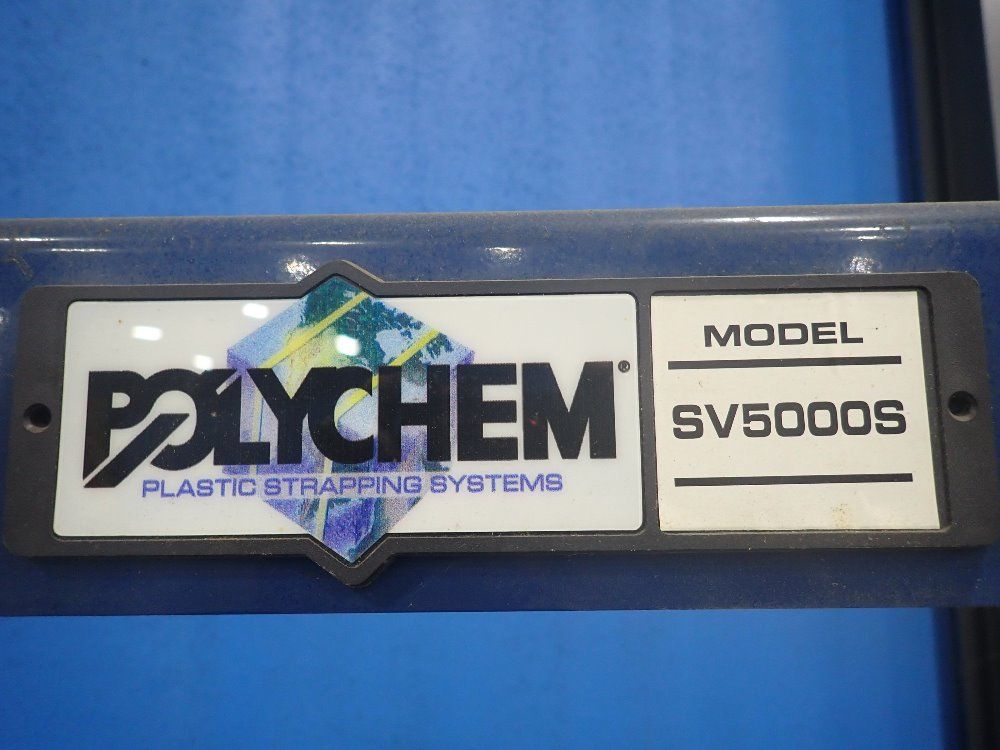 POLYCHEM®
PLASTIC STRAPPING SYSTEMS
MODEL
SV5000S